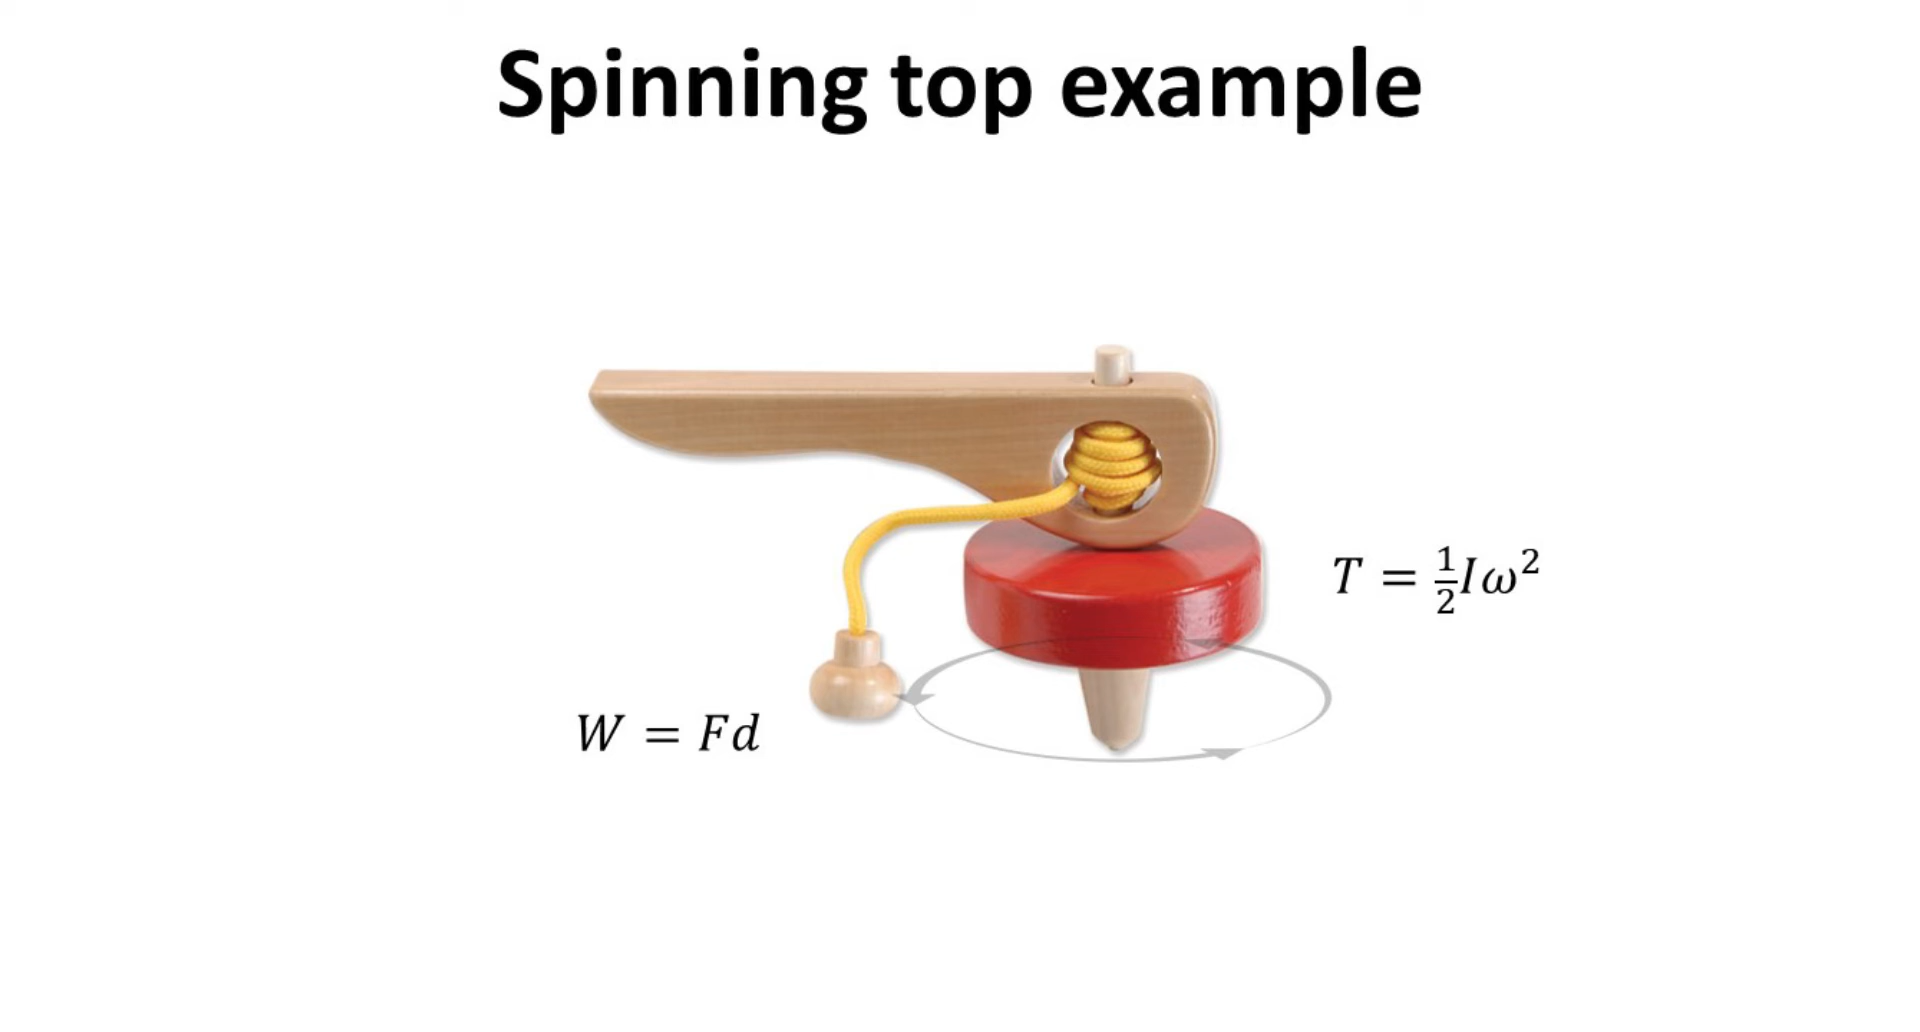 Spinning top example
T = ½Iω²
W = Fd